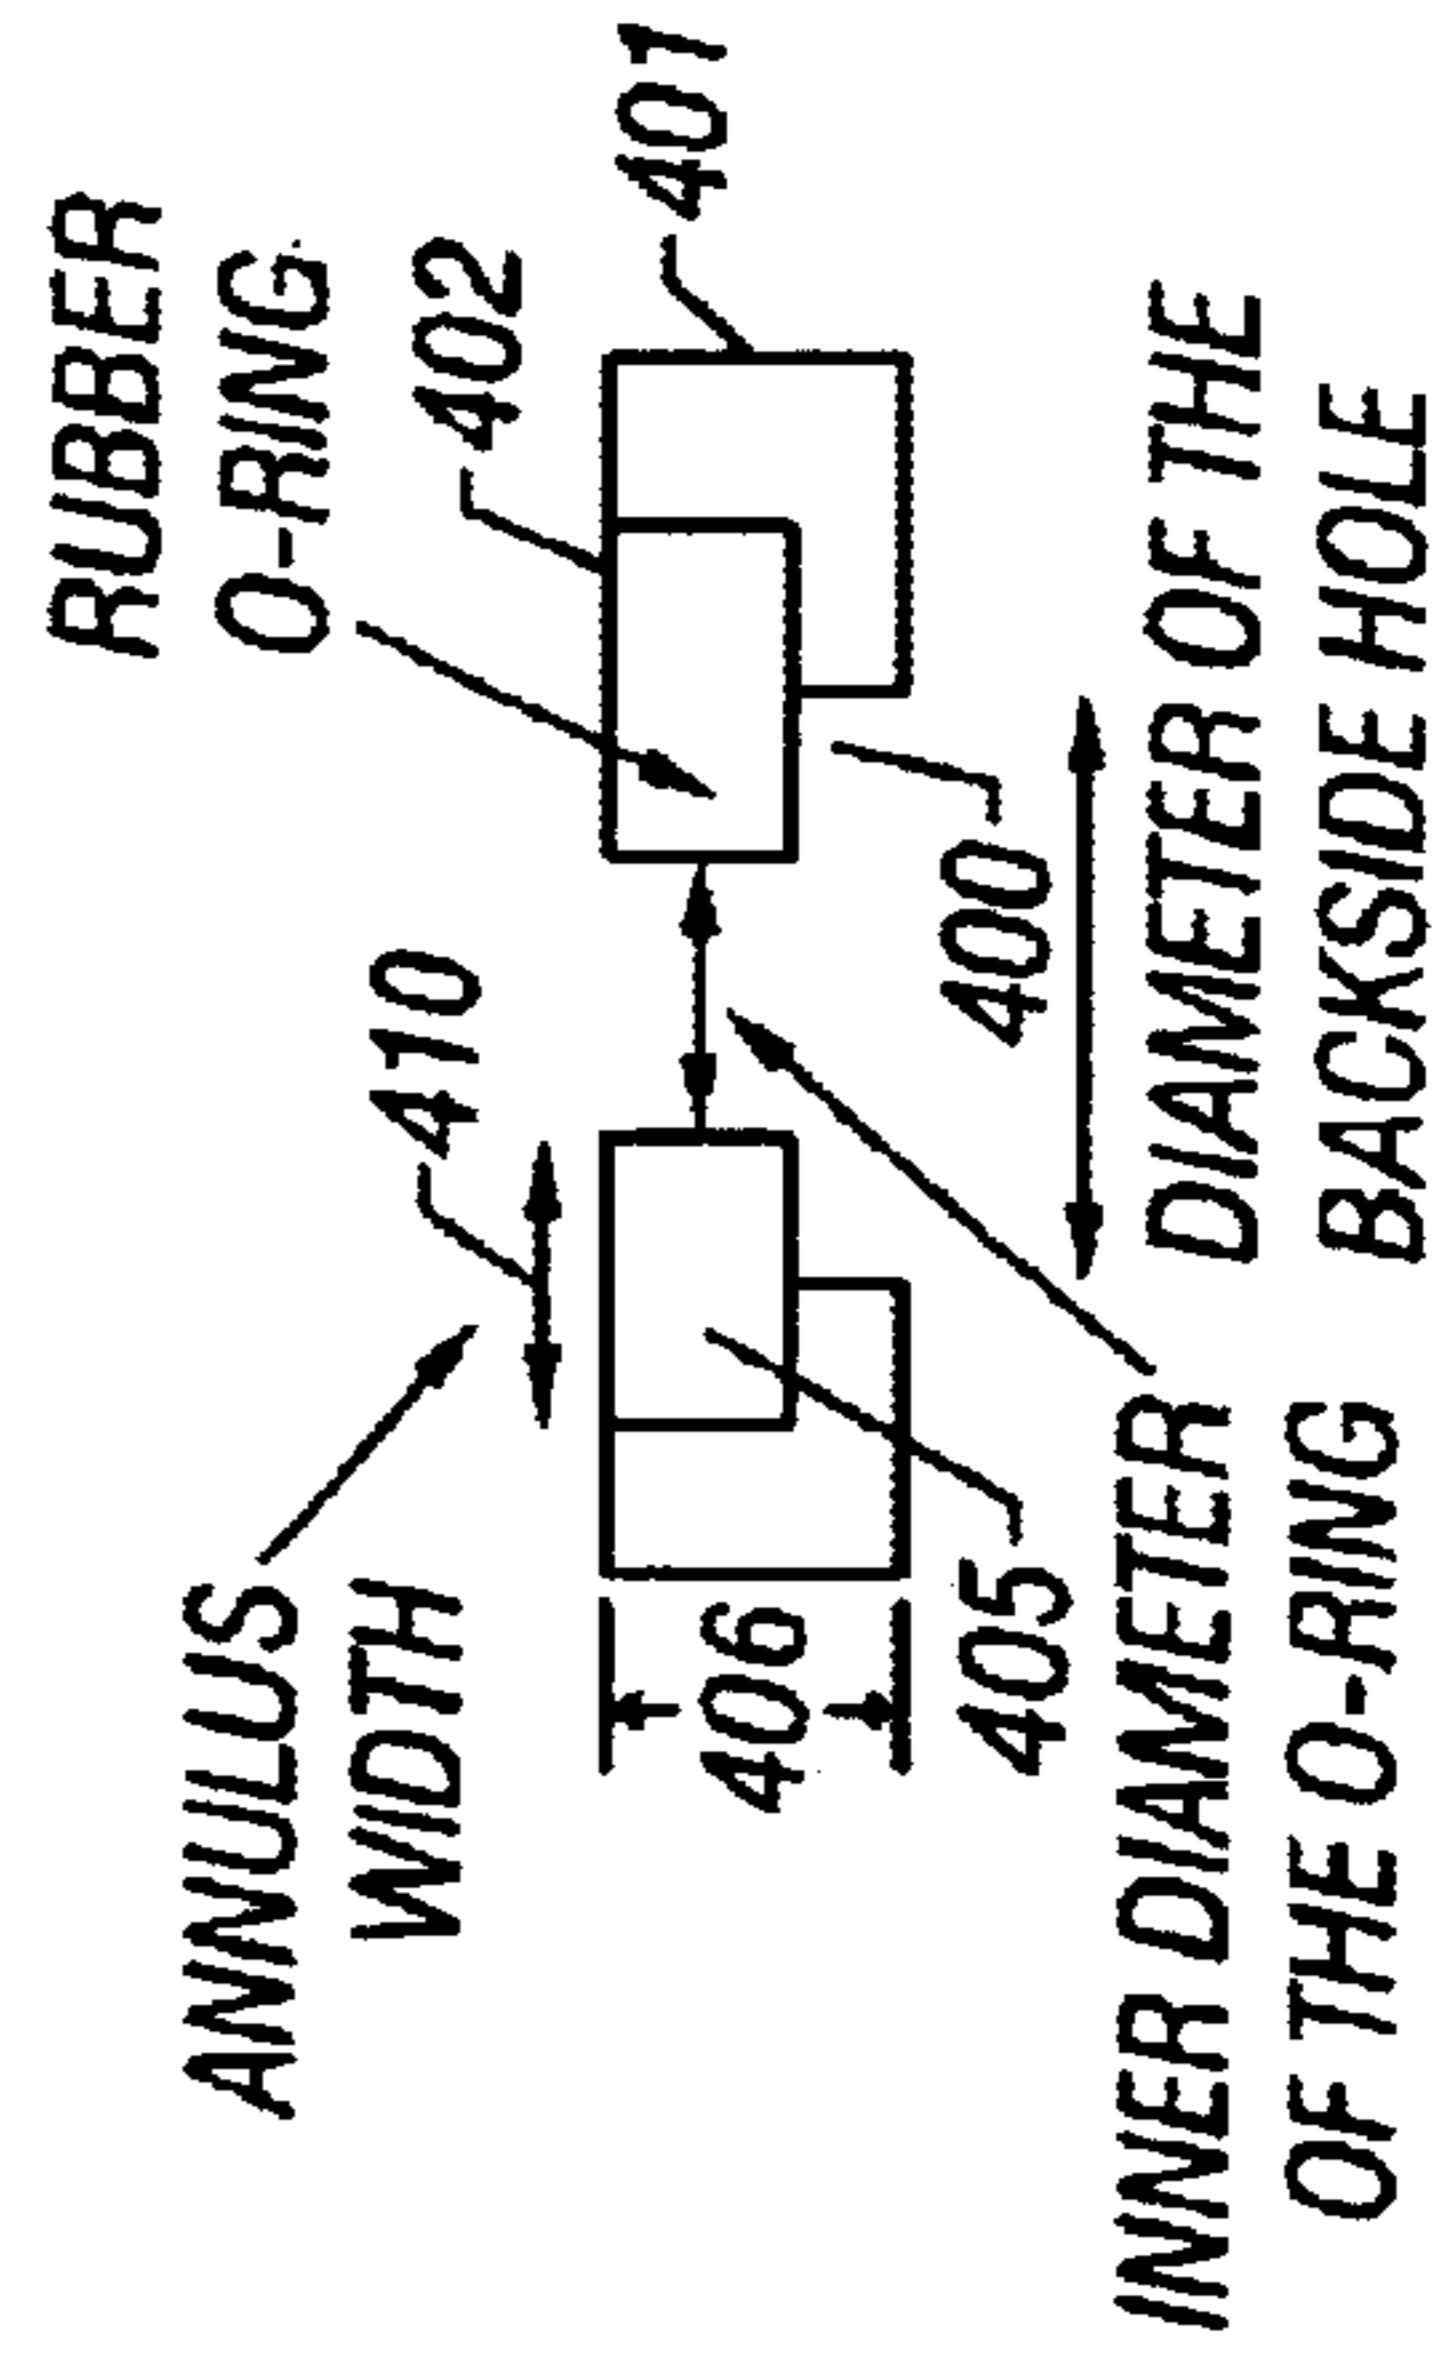 RUBBER
O-RING
402
401
ANNULUS
WIDTH
410
406
405
400
INNER DIAMETER
OF THE O-RING
DIAMETER OF THE
BACKSIDE HOLE